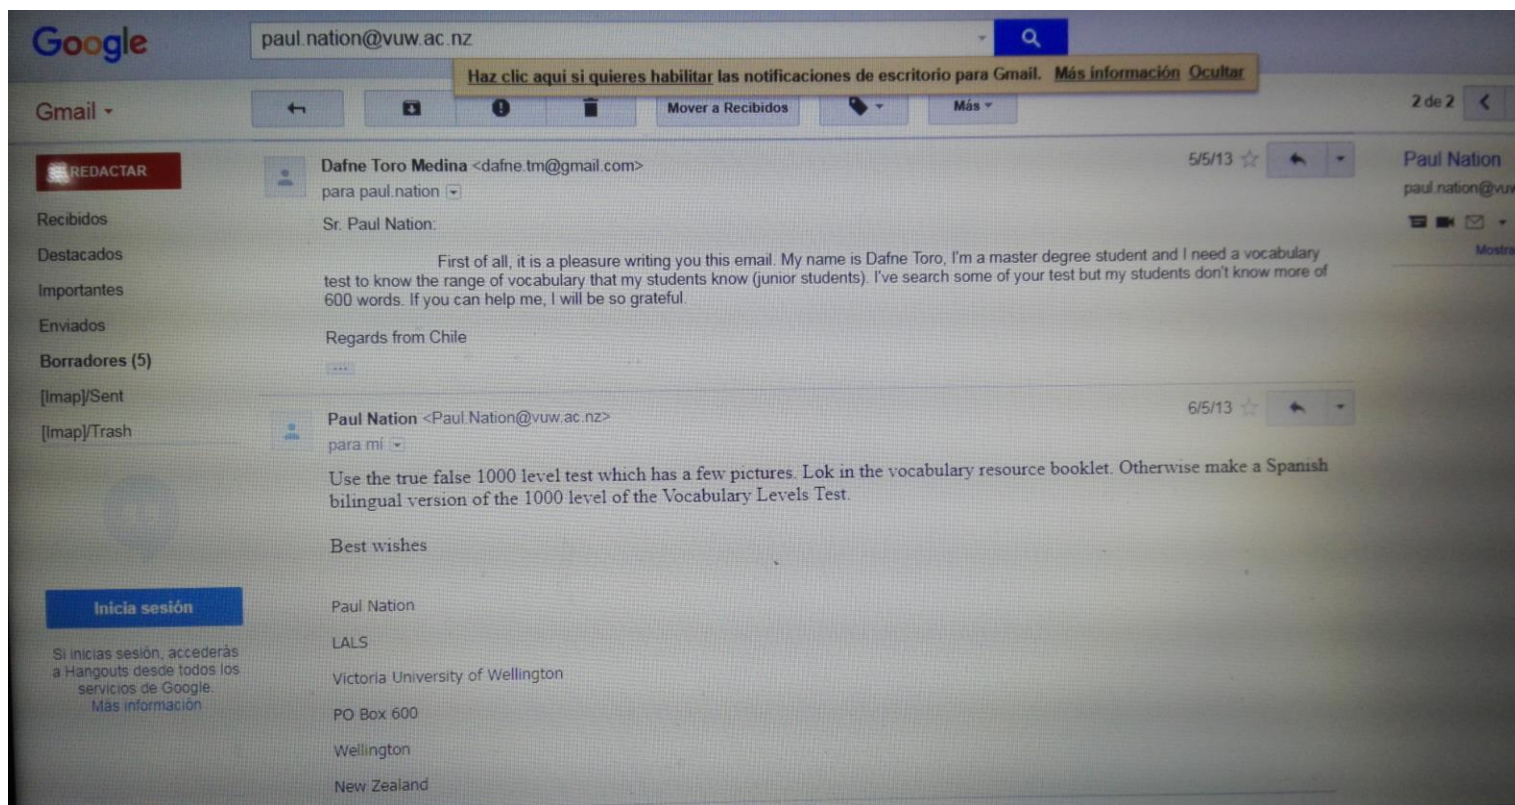 Google
paul.nation@vuw.ac.nz
Haz clic aquí si quieres habilitar las notificaciones de escritorio para Gmail. Más información Ocultar
Gmail
Mover a Recibidos
Más
2 de 2
REDACTAR
Recibidos
Destacados
Importantes
Enviados
Borradores (5)
[Imap]/Sent
[Imap]/Trash
Inicia sesión
Si inicias sesión, accederás
a Hangouts desde todos los
servicios de Google.
Más información
Dafne Toro Medina <dafne.tm@gmail.com>
5/5/13
para paul.nation
Sr. Paul Nation:
First of all, it is a pleasure writing you this email. My name is Dafne Toro, I'm a master degree student and I need a vocabulary
test to know the range of vocabulary that my students know (junior students). I've search some of your test but my students don't know more of
600 words. If you can help me, I will be so grateful.
Regards from Chile
Paul Nation <Paul.Nation@vuw.ac.nz>
6/5/13
para mí
Use the true false 1000 level test which has a few pictures. Lok in the vocabulary resource booklet. Otherwise make a Spanish
bilingual version of the 1000 level of the Vocabulary Levels Test.
Best wishes
Paul Nation
LALS
Victoria University of Wellington
PO Box 600
Wellington
New Zealand
Paul Nation
paul.nation@vuw
Mostra